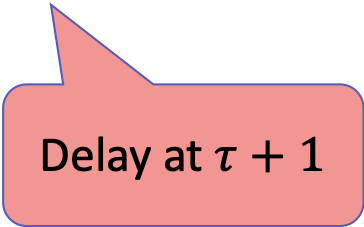 Delay at 𝜏 + 1